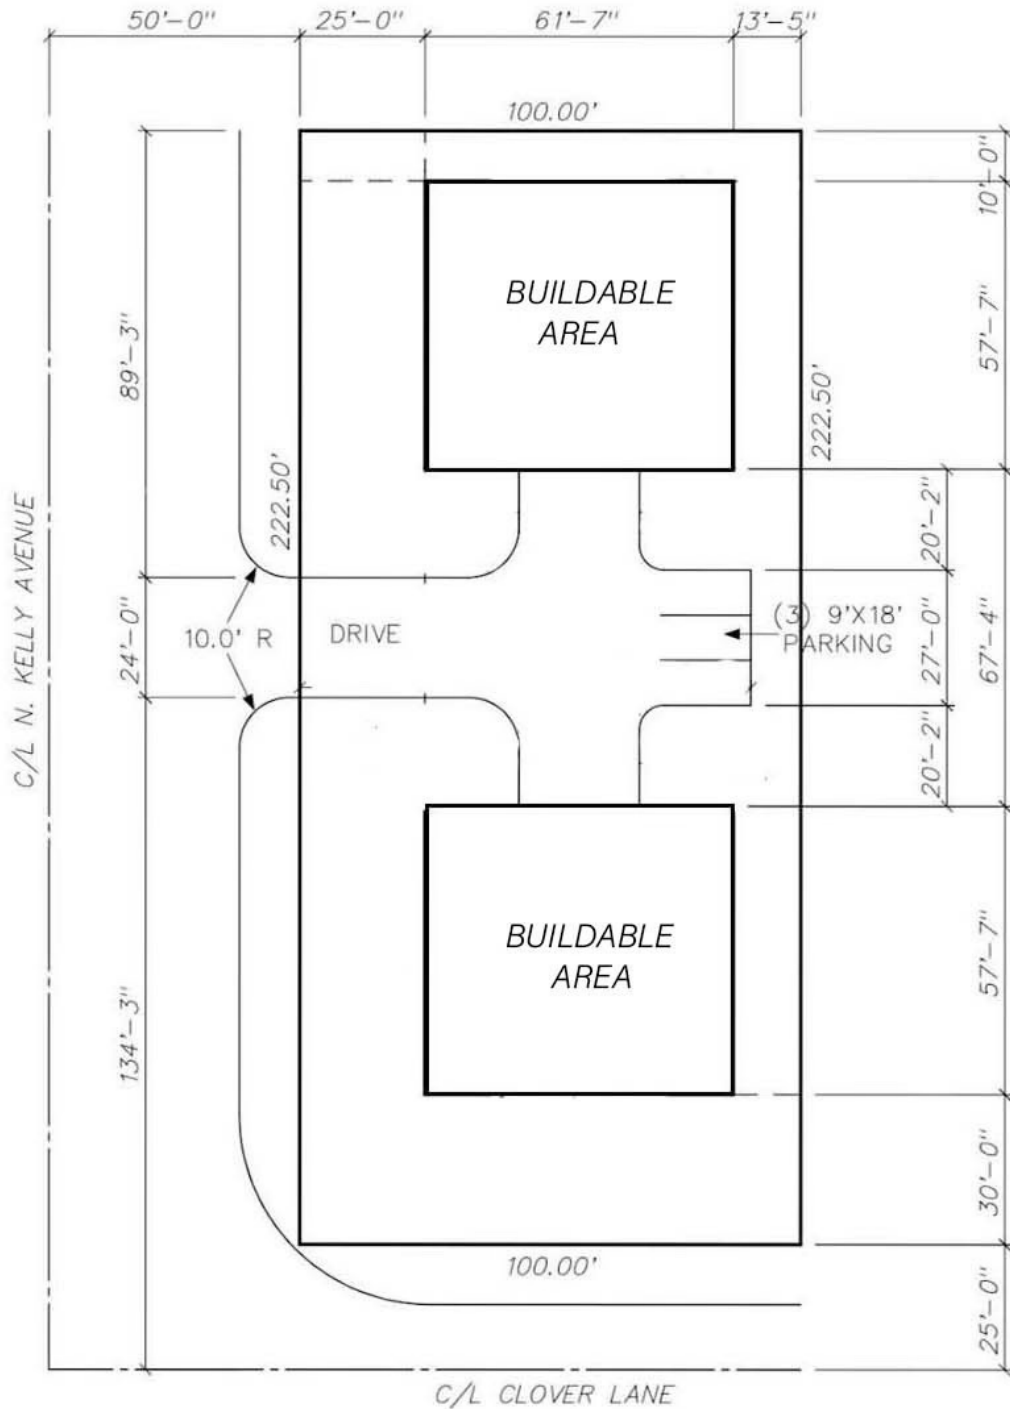 50'-0" 25'-0" 61'-7" 13'-5"
100.00'
10'-0"
BUILDABLE
AREA
57'-7"
89'-3"
222.50'
222.50'
20'-2"
C/L N. KELLY AVENUE
24'-0"
10.0' R
DRIVE
(3) 9'X18'
PARKING
27'-0"
67'-4"
20'-2"
BUILDABLE
AREA
57'-7"
134'-3"
30'-0"
100.00'
25'-0"
C/L CLOVER LANE